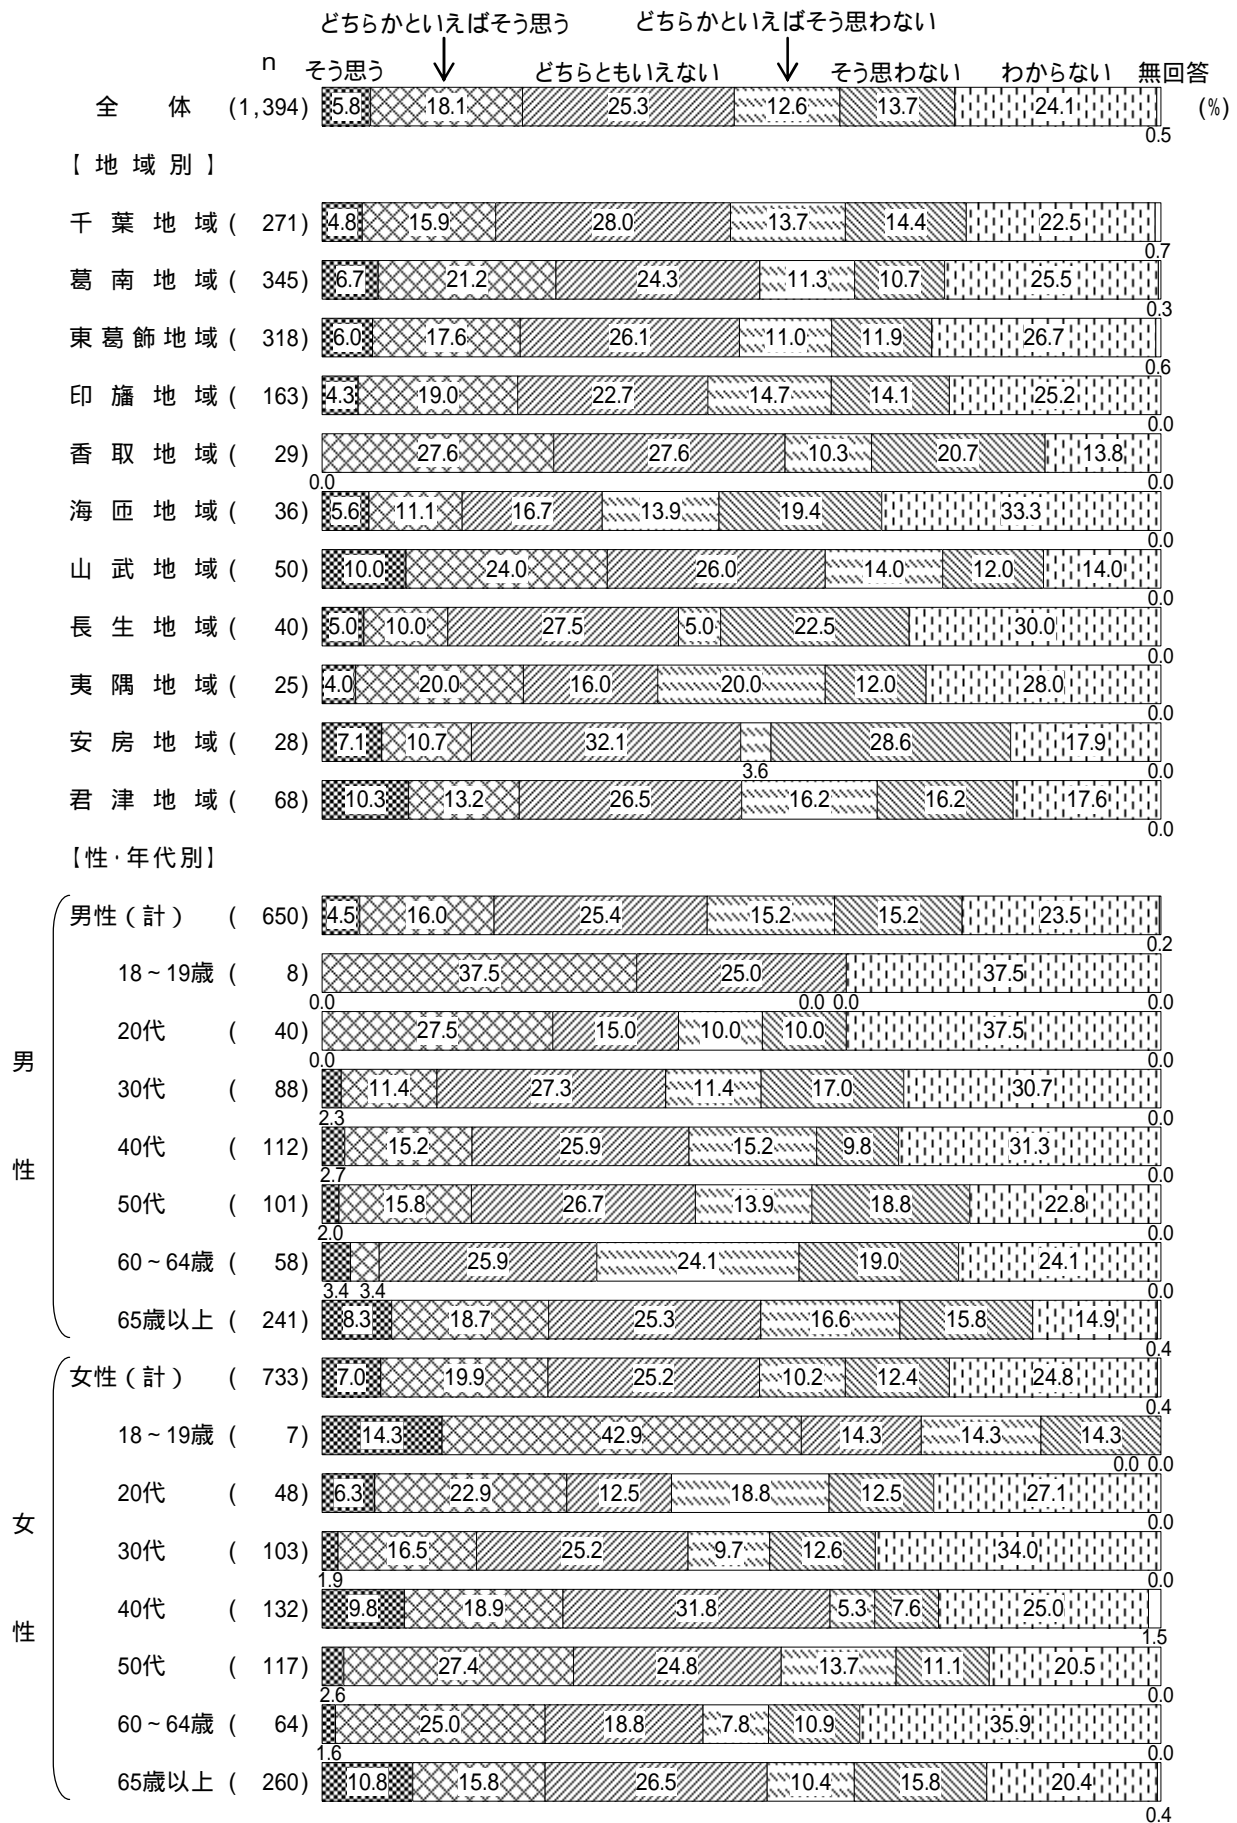 どちらかといえばそう思う　どちらかといえばそう思わない
n　そう思う　どちらともいえない　そう思わない　わからない　無回答
全　体　(1,394)　5.8　18.1　25.3　12.6　13.7　24.1　(%)
0.5
【地域別】
千葉地域(　271)　4.8　15.9　28.0　13.7　14.4　22.5
0.7
葛南地域(　345)　6.7　21.2　24.3　11.3　10.7　25.5
0.3
東葛飾地域(　318)　6.0　17.6　26.1　11.0　11.9　26.7
0.6
印旛地域(　163)　4.3　19.0　22.7　14.7　14.1　25.2
0.0
香取地域(　29)　27.6　27.6　10.3　20.7　13.8
0.0　0.0
海匝地域(　36)　5.6　11.1　16.7　13.9　19.4　33.3
0.0
山武地域(　50)　10.0　24.0　26.0　14.0　12.0　14.0
0.0
長生地域(　40)　5.0　10.0　27.5　5.0　22.5　30.0
0.0
夷隅地域(　25)　4.0　20.0　16.0　20.0　12.0　28.0
0.0
安房地域(　28)　7.1　10.7　32.1　28.6　17.9
3.6　0.0
君津地域(　68)　10.3　13.2　26.5　16.2　16.2　17.6
0.0
【性・年代別】
男性(計)　(　650)　4.5　16.0　25.4　15.2　15.2　23.5
0.2
18～19歳(　8)　37.5　25.0　37.5
0.0　0.0　0.0　0.0
20代　(　40)　27.5　15.0　10.0　10.0　37.5
0.0　0.0
男
30代　(　88)　11.4　27.3　11.4　17.0　30.7
2.3　0.0
40代　(　112)　15.2　25.9　15.2　9.8　31.3
性
2.7　0.0
50代　(　101)　15.8　26.7　13.9　18.8　22.8
2.0　0.0
60～64歳(　58)　25.9　24.1　19.0　24.1
3.4　3.4　0.0
65歳以上(　241)　8.3　18.7　25.3　16.6　15.8　14.9
0.4
女性(計)　(　733)　7.0　19.9　25.2　10.2　12.4　24.8
0.4
18～19歳(　7)　14.3　42.9　14.3　14.3　14.3
0.0　0.0
20代　(　48)　6.3　22.9　12.5　18.8　12.5　27.1
0.0
女
30代　(　103)　16.5　25.2　9.7　12.6　34.0
1.9　0.0
40代　(　132)　9.8　18.9　31.8　5.3　7.6　25.0
性
1.5
50代　(　117)　27.4　24.8　13.7　11.1　20.5
2.6　0.0
60～64歳(　64)　25.0　18.8　7.8　10.9　35.9
1.6　0.0
65歳以上(　260)　10.8　15.8　26.5　10.4　15.8　20.4
0.4